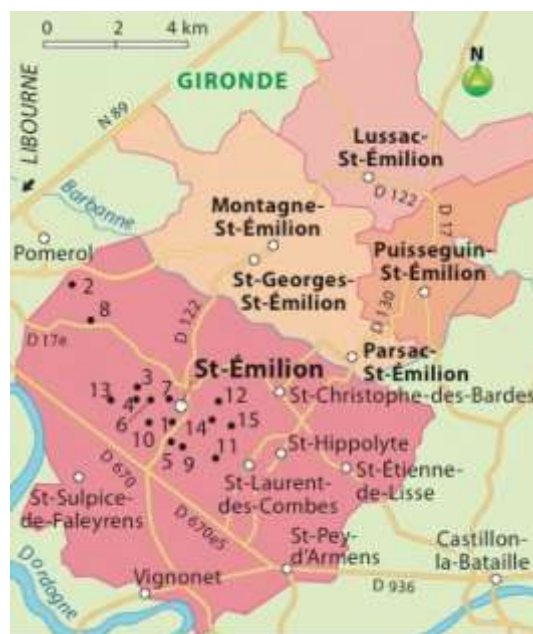 0 2 4 km
N
GIRONDE
LIBOURNE
N 89
Lussac-
St-Émilion
D 122
Barbanne
Montagne-
St-Émilion
D 17
Pomerol
Puisseguin-
St-Émilion
St-Georges-
St-Émilion
2
8
D 122
D 130
D 17e
Parsac-
St-Émilion
St-Émilion
St-Christophe-des-Bardes
3
13
7
12
4
6
10
1
14
15
5
9
11
St-Hippolyte
D 670
St-Laurent-
des-Combes
St-Étienne-
de-Lisse
St-Sulpice-
de-Faleyrens
D 670e5
St-Pey-
d'Armens
Castillon-
la-Bataille
Dordogne
Vignonet
D 936